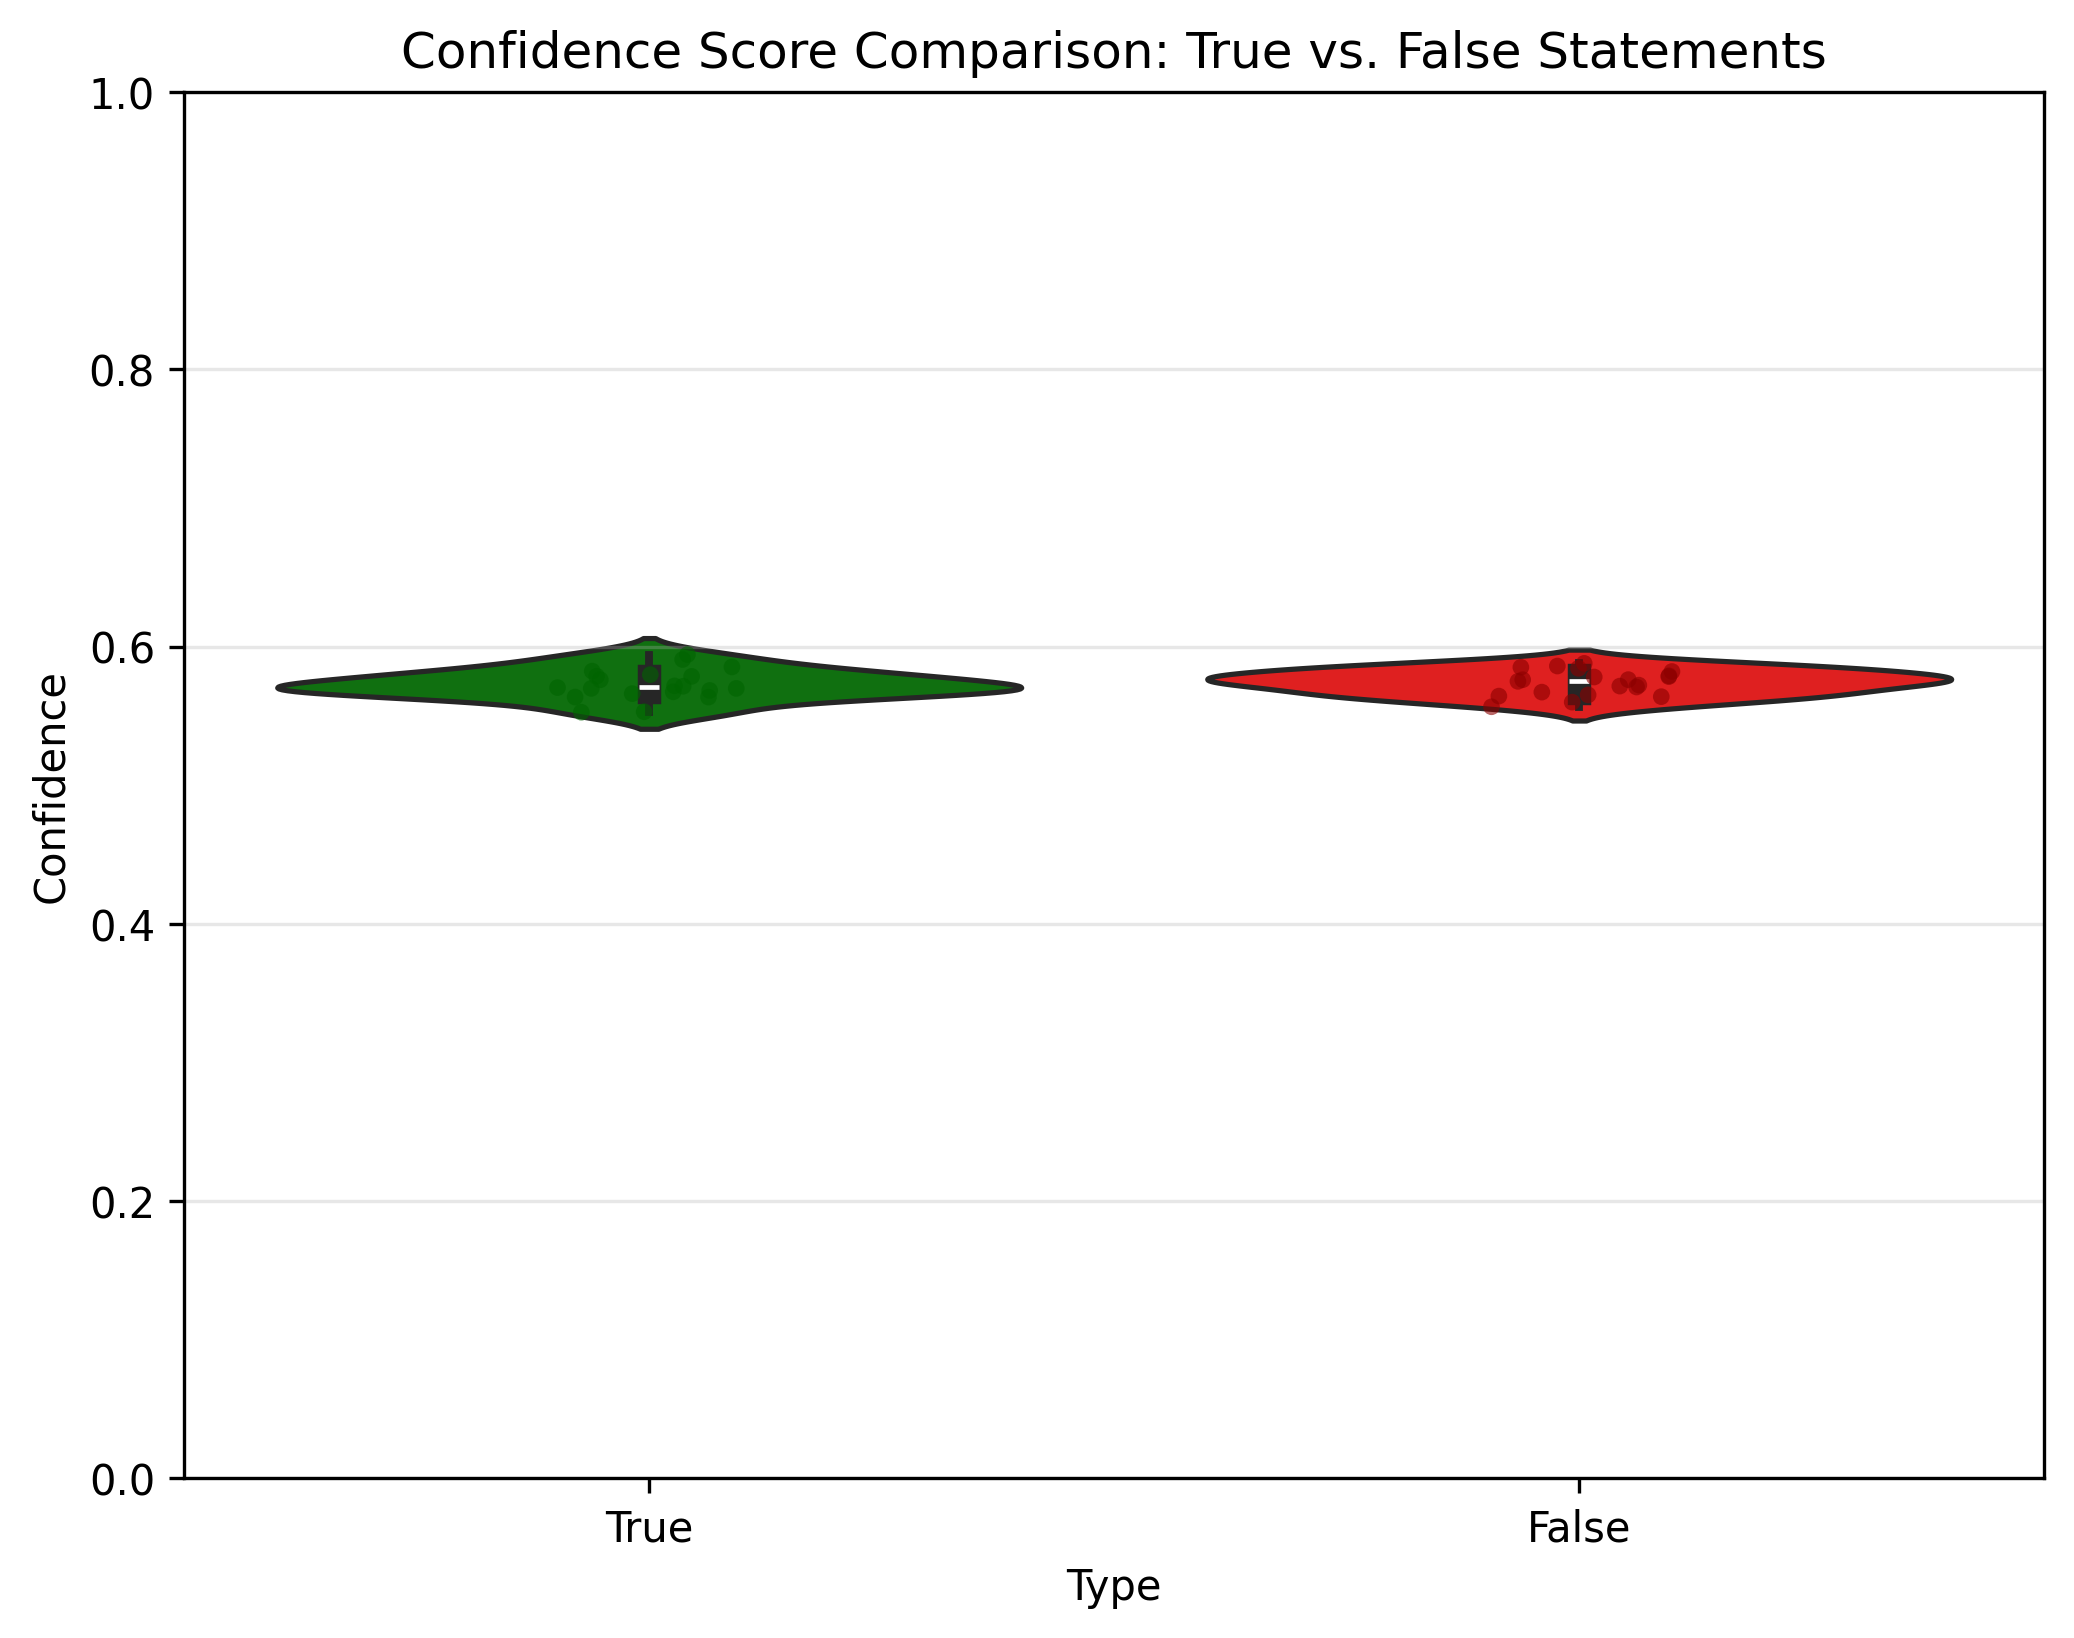 Confidence Score Comparison: True vs. False Statements
1.0
0.8
0.6
0.4
0.2
0.0
Confidence
True
False
Type